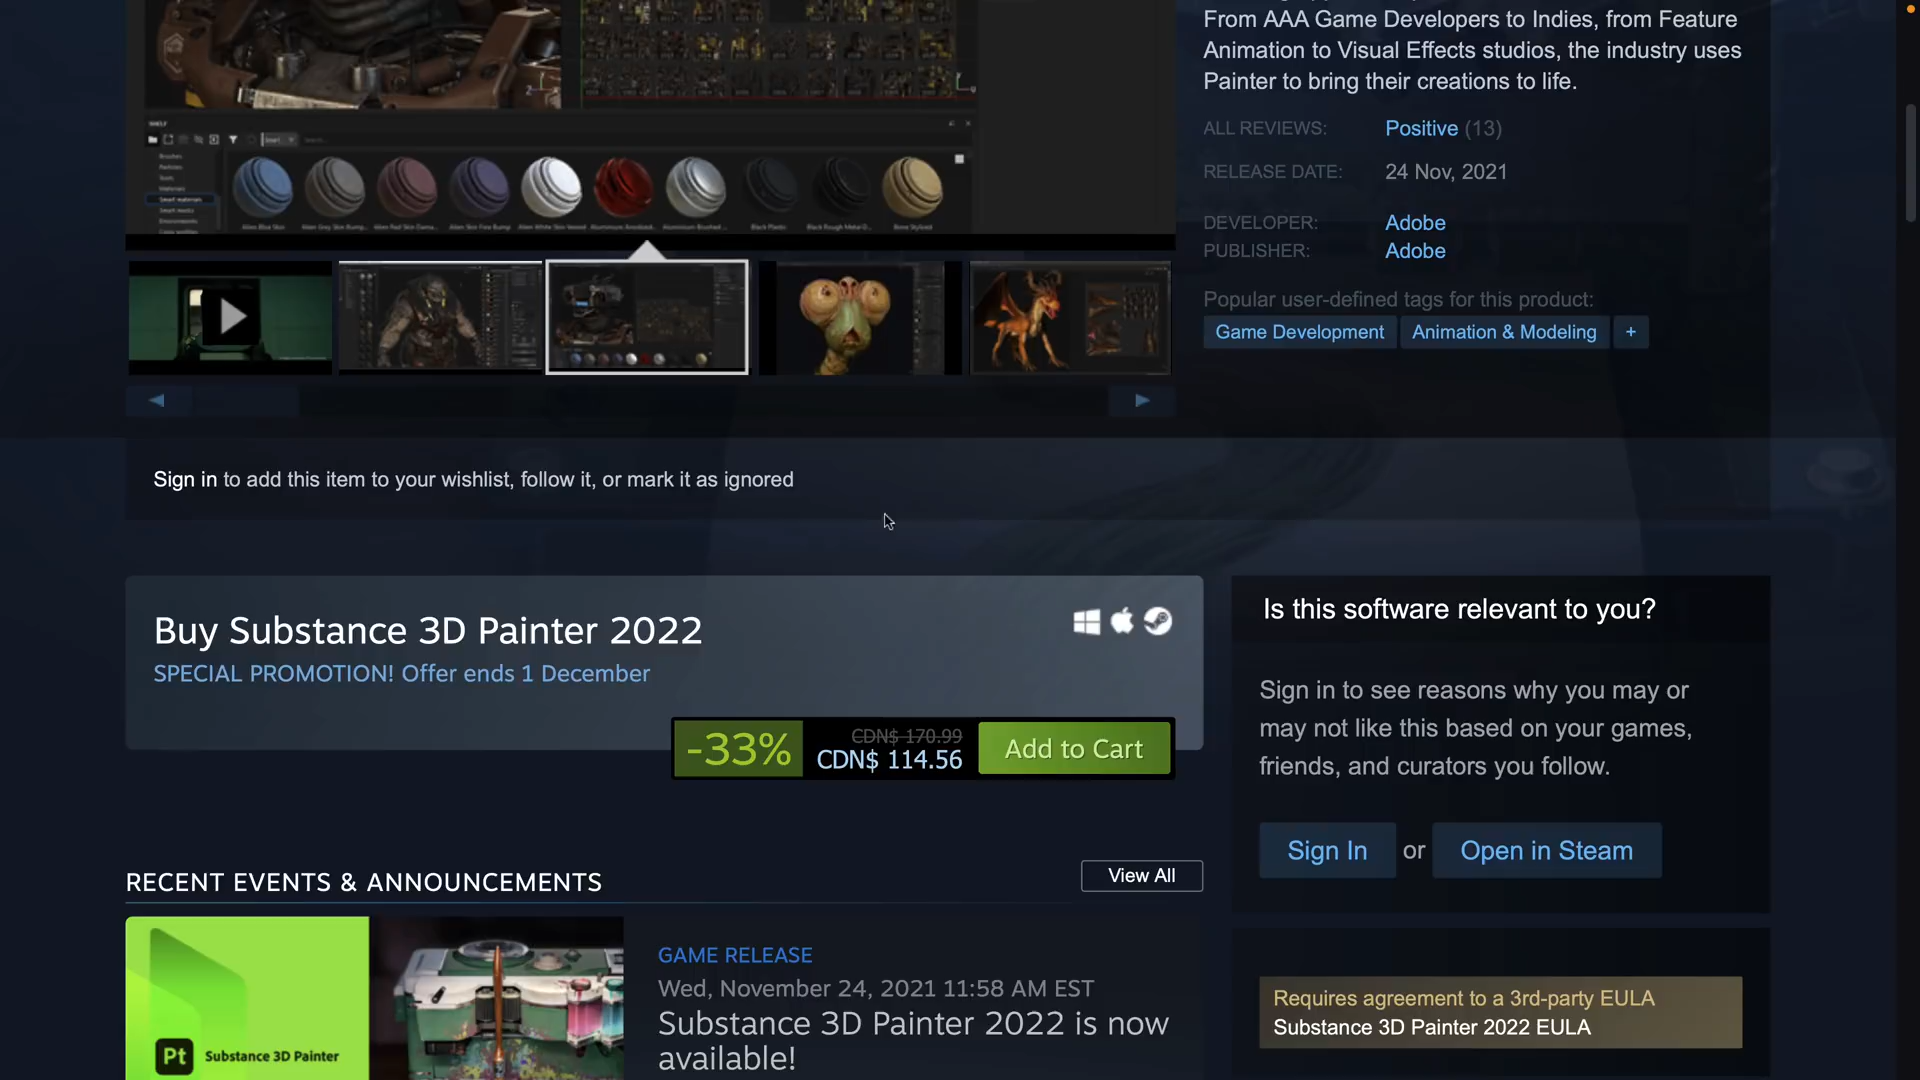 From AAA Game Developers to Indies, from Feature
Animation to Visual Effects studios, the industry uses
Painter to bring their creations to life.
ALL REVIEWS: Positive (13)
RELEASE DATE: 24 Nov, 2021
DEVELOPER: Adobe
PUBLISHER: Adobe
Popular user-defined tags for this product:
Game Development Animation & Modeling +
Sign in to add this item to your wishlist, follow it, or mark it as ignored
Buy Substance 3D Painter 2022
SPECIAL PROMOTION! Offer ends 1 December
-33% CDN$ 170.99
CDN$ 114.56
Add to Cart
Is this software relevant to you?
Sign in to see reasons why you may or
may not like this based on your games,
friends, and curators you follow.
Sign In or Open in Steam
RECENT EVENTS & ANNOUNCEMENTS
View All
Pt Substance 3D Painter
GAME RELEASE
Wed, November 24, 2021 11:58 AM EST
Substance 3D Painter 2022 is now
available!
Requires agreement to a 3rd-party EULA
Substance 3D Painter 2022 EULA